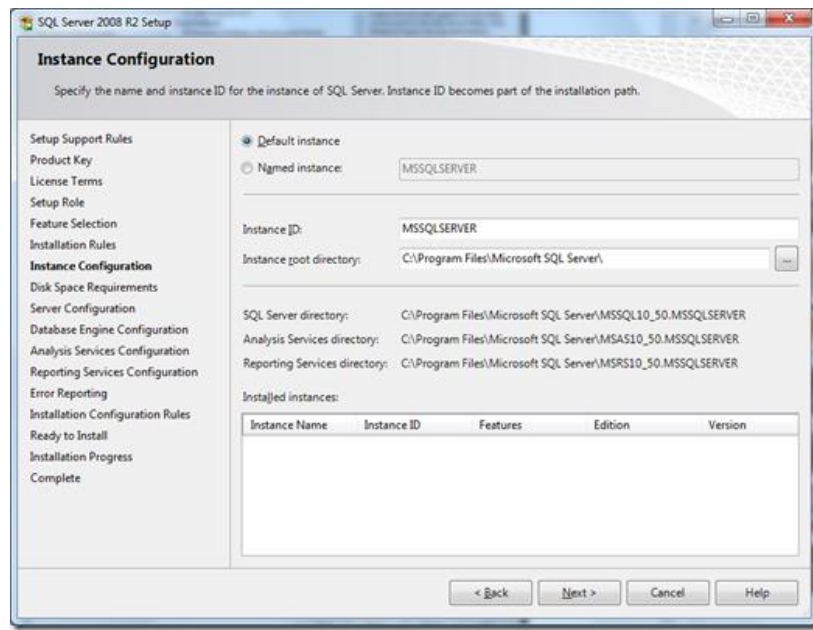 SQL Server 2008 R2 Setup
Instance Configuration
Specify the name and instance ID for the instance of SQL Server. Instance ID becomes part of the installation path.
Setup Support Rules
Product Key
License Terms
Setup Role
Feature Selection
Installation Rules
Instance Configuration
Disk Space Requirements
Server Configuration
Database Engine Configuration
Analysis Services Configuration
Reporting Services Configuration
Error Reporting
Installation Configuration Rules
Ready to Install
Installation Progress
Complete
Default instance
Named instance: MSSQLSERVER
Instance ID: MSSQLSERVER
Instance root directory: C:\Program Files\Microsoft SQL Server\ ...
SQL Server directory: C:\Program Files\Microsoft SQL Server\MSSQL10_50.MSSQLSERVER
Analysis Services directory: C:\Program Files\Microsoft SQL Server\MSAS10_50.MSSQLSERVER
Reporting Services directory: C:\Program Files\Microsoft SQL Server\MSRS10_50.MSSQLSERVER
Installed instances:
Instance Name Instance ID Features Edition Version
< Back Next > Cancel Help